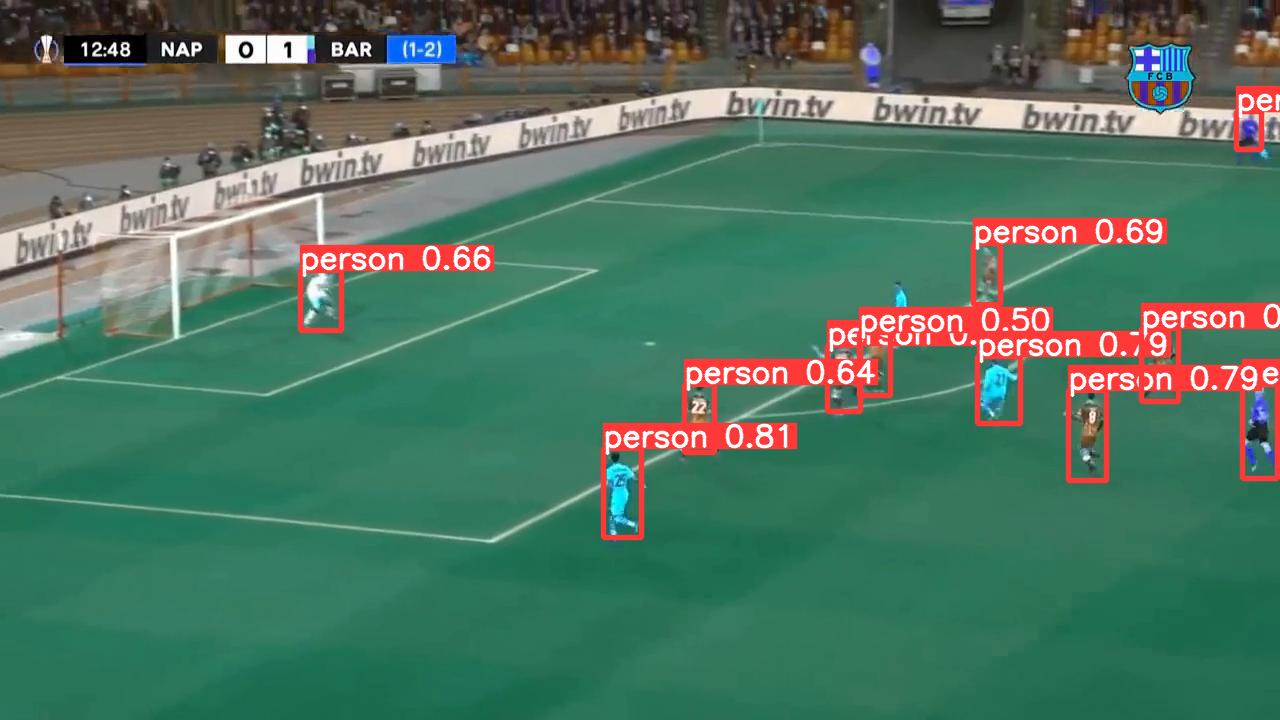 12:48 NAP 0 1 BAR (1-2)
FCB
bwin.tv bwin.tv bwin.tv bwin.tv bwin.tv bwin.tv bwin.tv bwin.tv bwin.tv
person 0.69
person 0.66
person 0.50
person 0.79
person 0.64
person 0.79
22
8
person 0.81